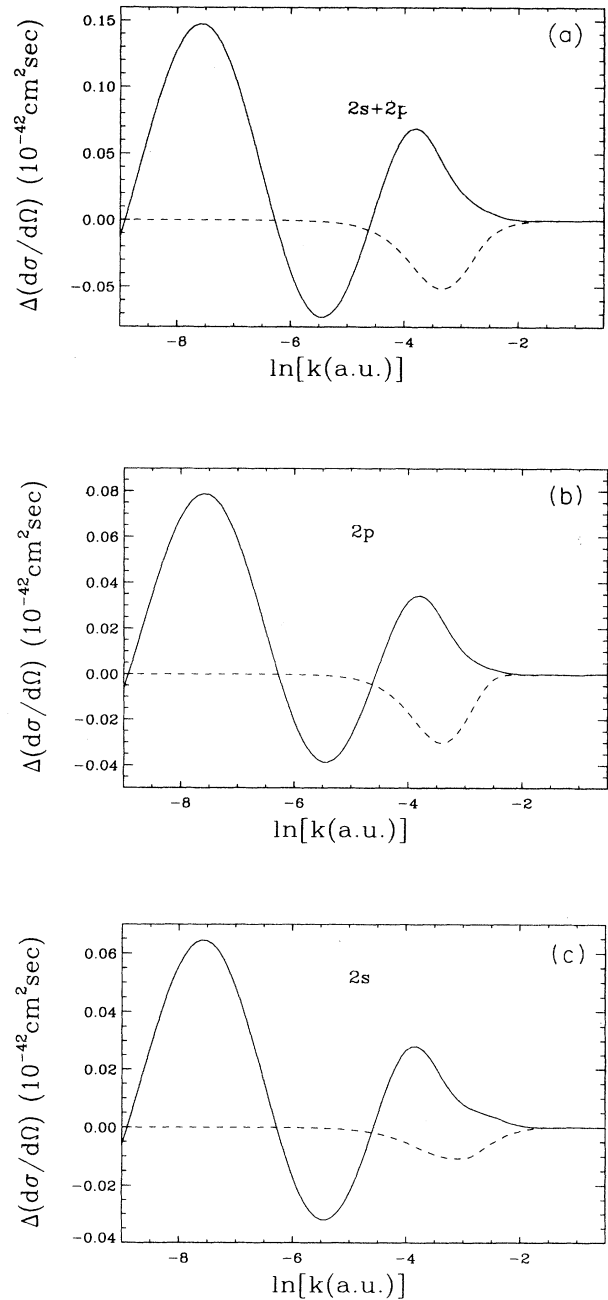 (a)
2s+2p
0.15
0.10
0.05
0.00
-0.05
Δ(dσ/dΩ) (10⁻⁴²cm²sec)
-8 -6 -4 -2
ln[k(a.u.)]
(b)
2p
0.08
0.06
0.04
0.02
0.00
-0.02
-0.04
Δ(dσ/dΩ) (10⁻⁴²cm²sec)
-8 -6 -4 -2
ln[k(a.u.)]
(c)
2s
0.06
0.04
0.02
0.00
-0.02
-0.04
Δ(dσ/dΩ) (10⁻⁴²cm²sec)
-8 -6 -4 -2
ln[k(a.u.)]